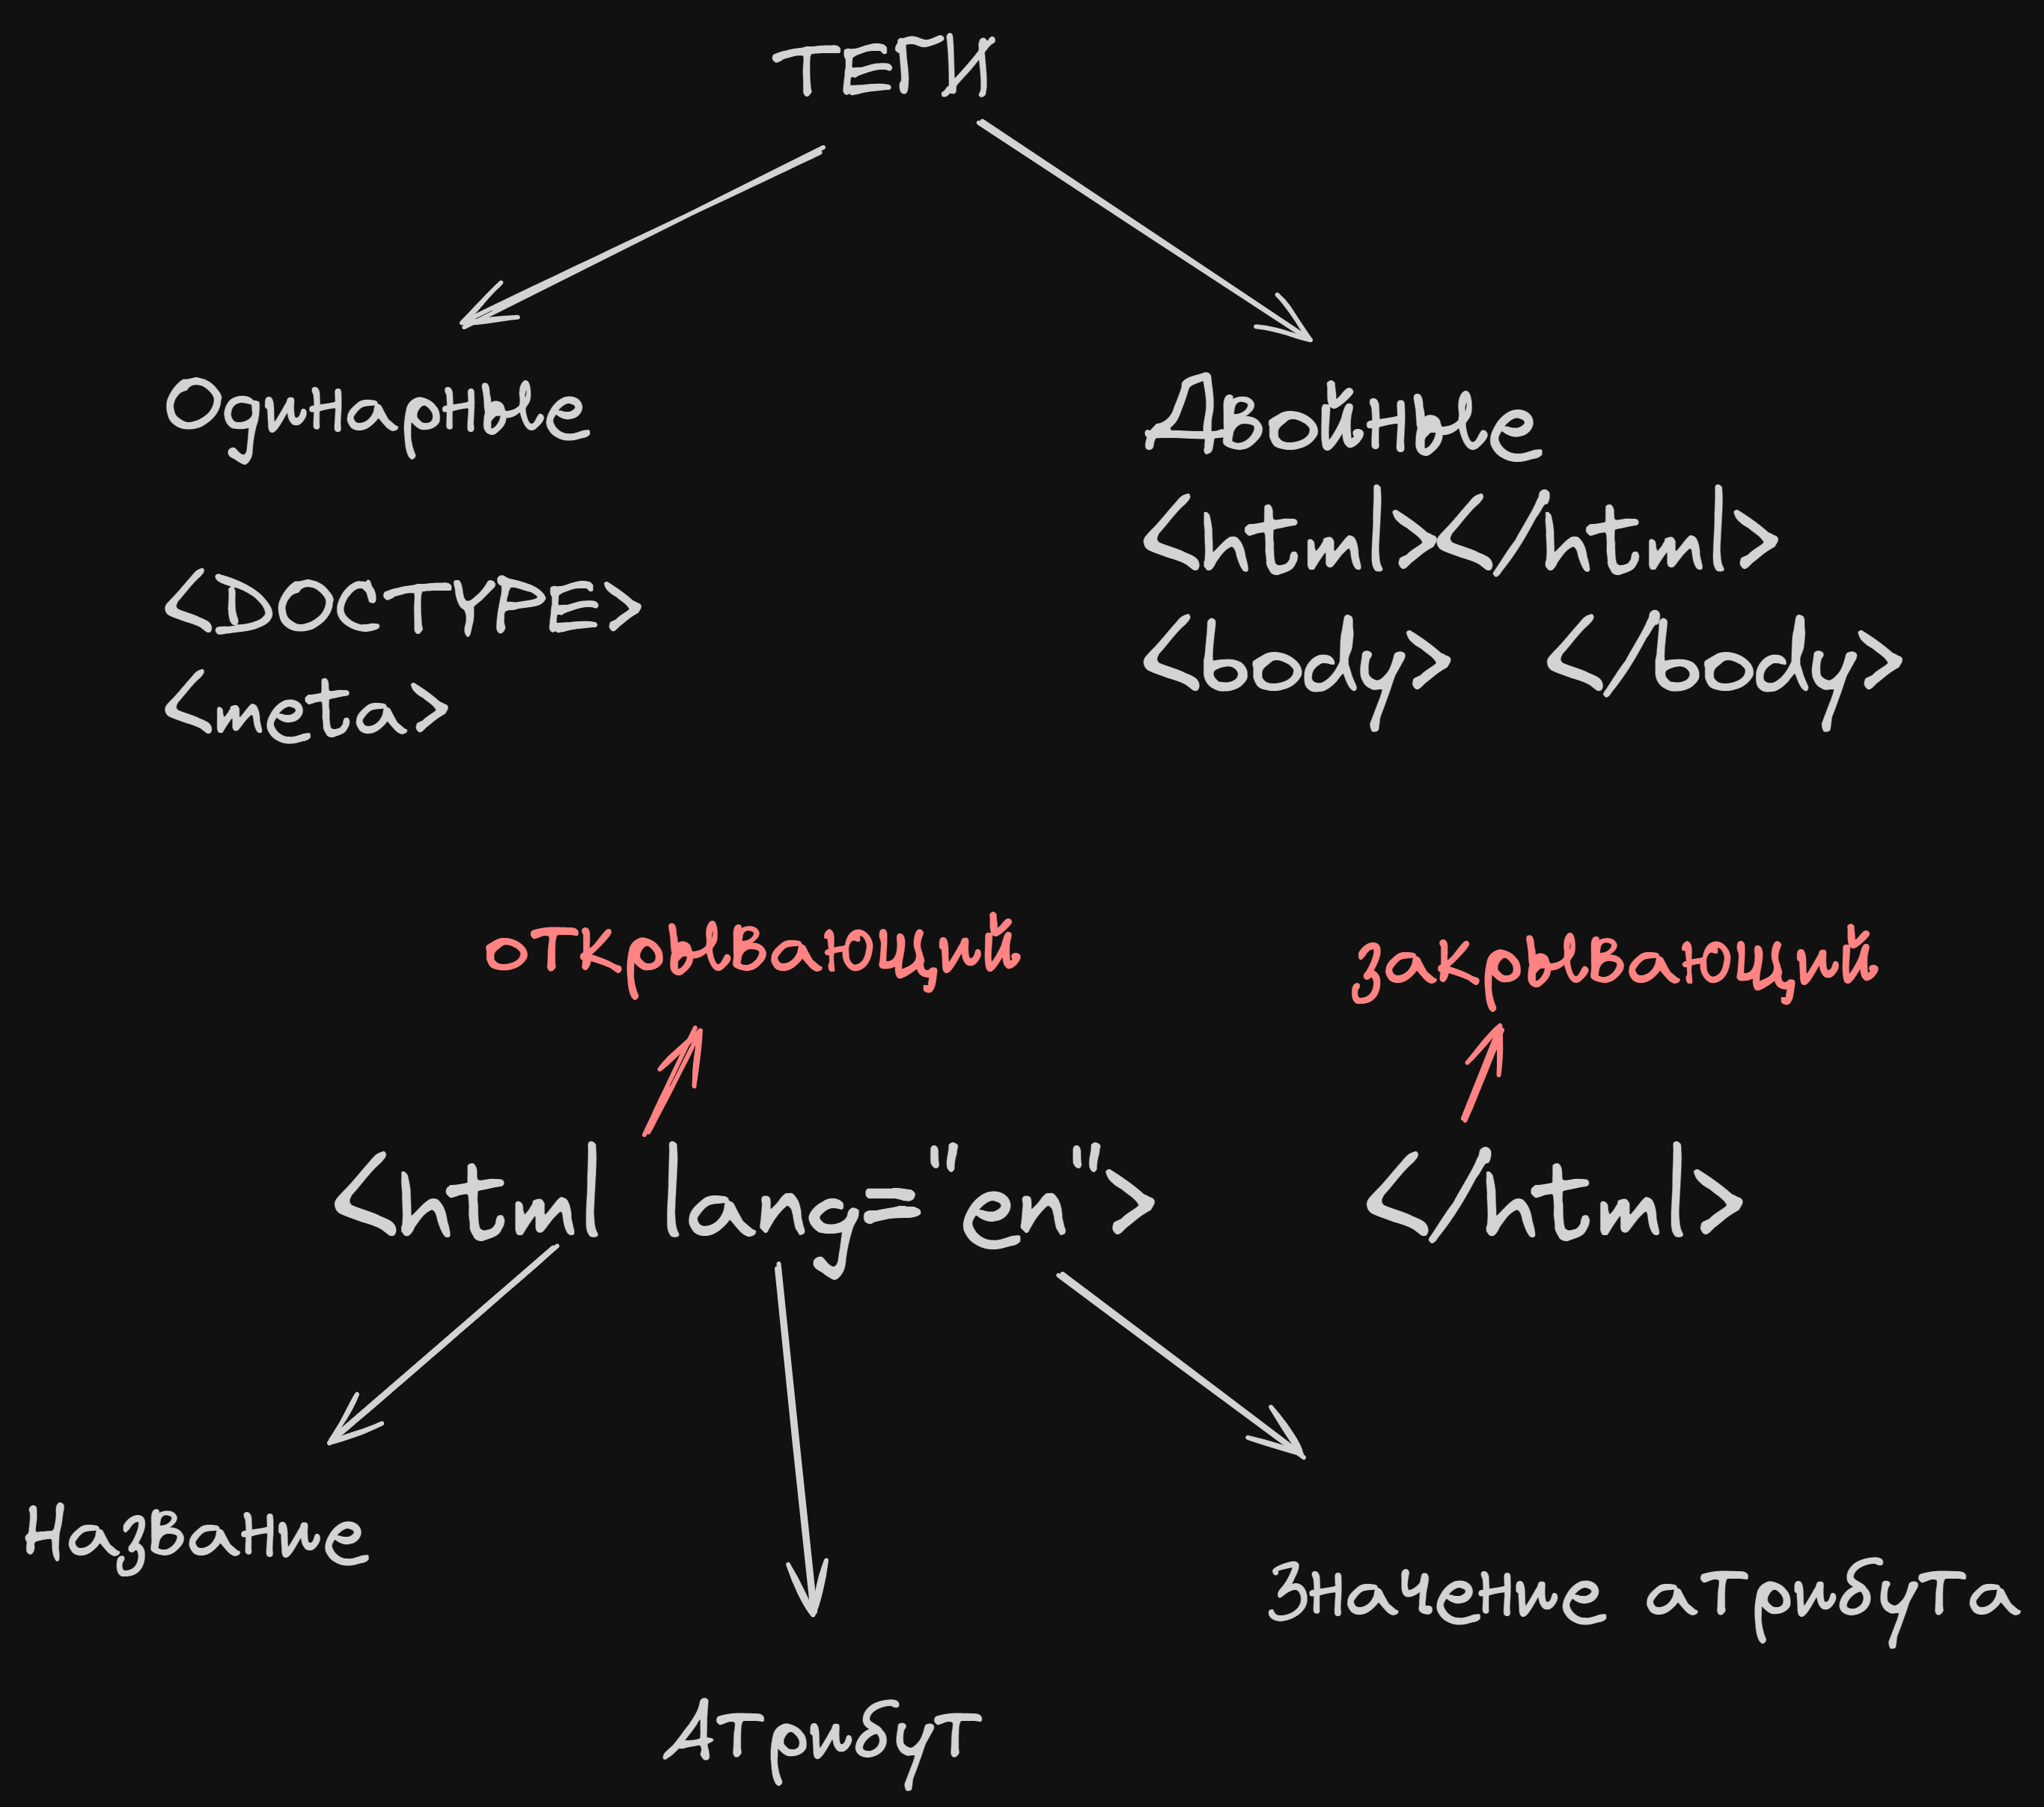 ТЕГИ
Одинарные
Двойные
<html></html>
<DOCTYPE>
<body> </body>
<meta>
открывающий
закрывающий
<html lang="en">
</html>
Название
Значение атрибута
Атрибут